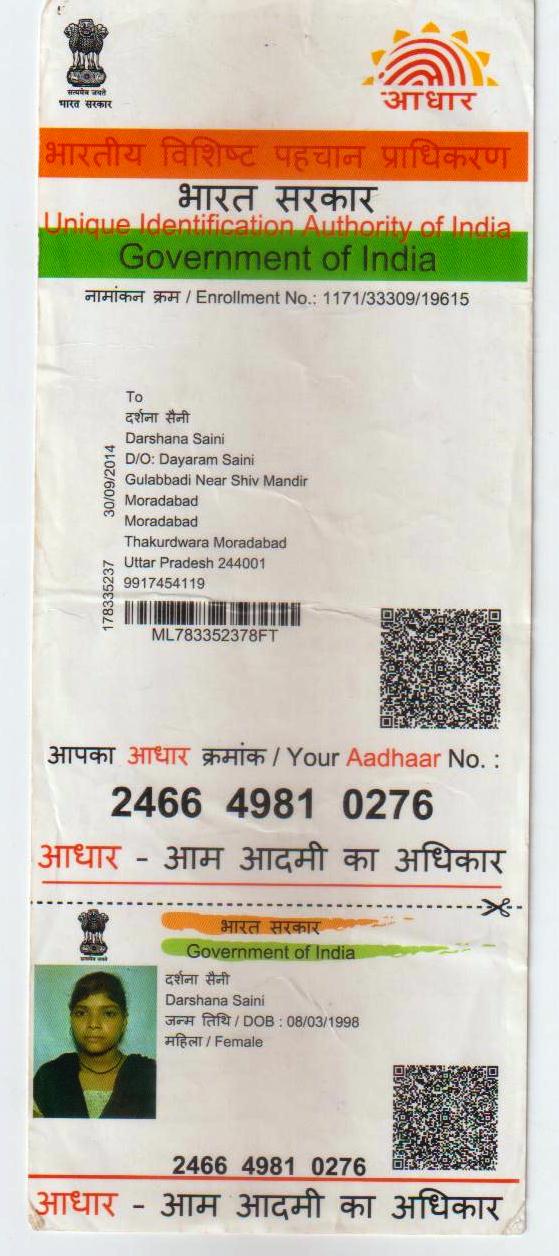 सत्यमेव जयते
भारत सरकार
आधार
भारतीय विशिष्ट पहचान प्राधिकरण
भारत सरकार
Unique Identification Authority of India
Government of India
नामांकन क्रम / Enrollment No.: 1171/33309/19615
To
दर्शना सैनी
Darshana Saini
D/O: Dayaram Saini
Gulabbadi Near Shiv Mandir
Moradabad
Moradabad
Thakurdwara Moradabad
Uttar Pradesh 244001
9917454119
30/09/2014
178335237
ML783352378FT
आपका आधार क्रमांक / Your Aadhaar No. :
2466 4981 0276
आधार - आम आदमी का अधिकार
भारत सरकार
Government of India
दर्शना सैनी
Darshana Saini
जन्म तिथि / DOB : 08/03/1998
महिला / Female
2466 4981 0276
आधार - आम आदमी का अधिकार